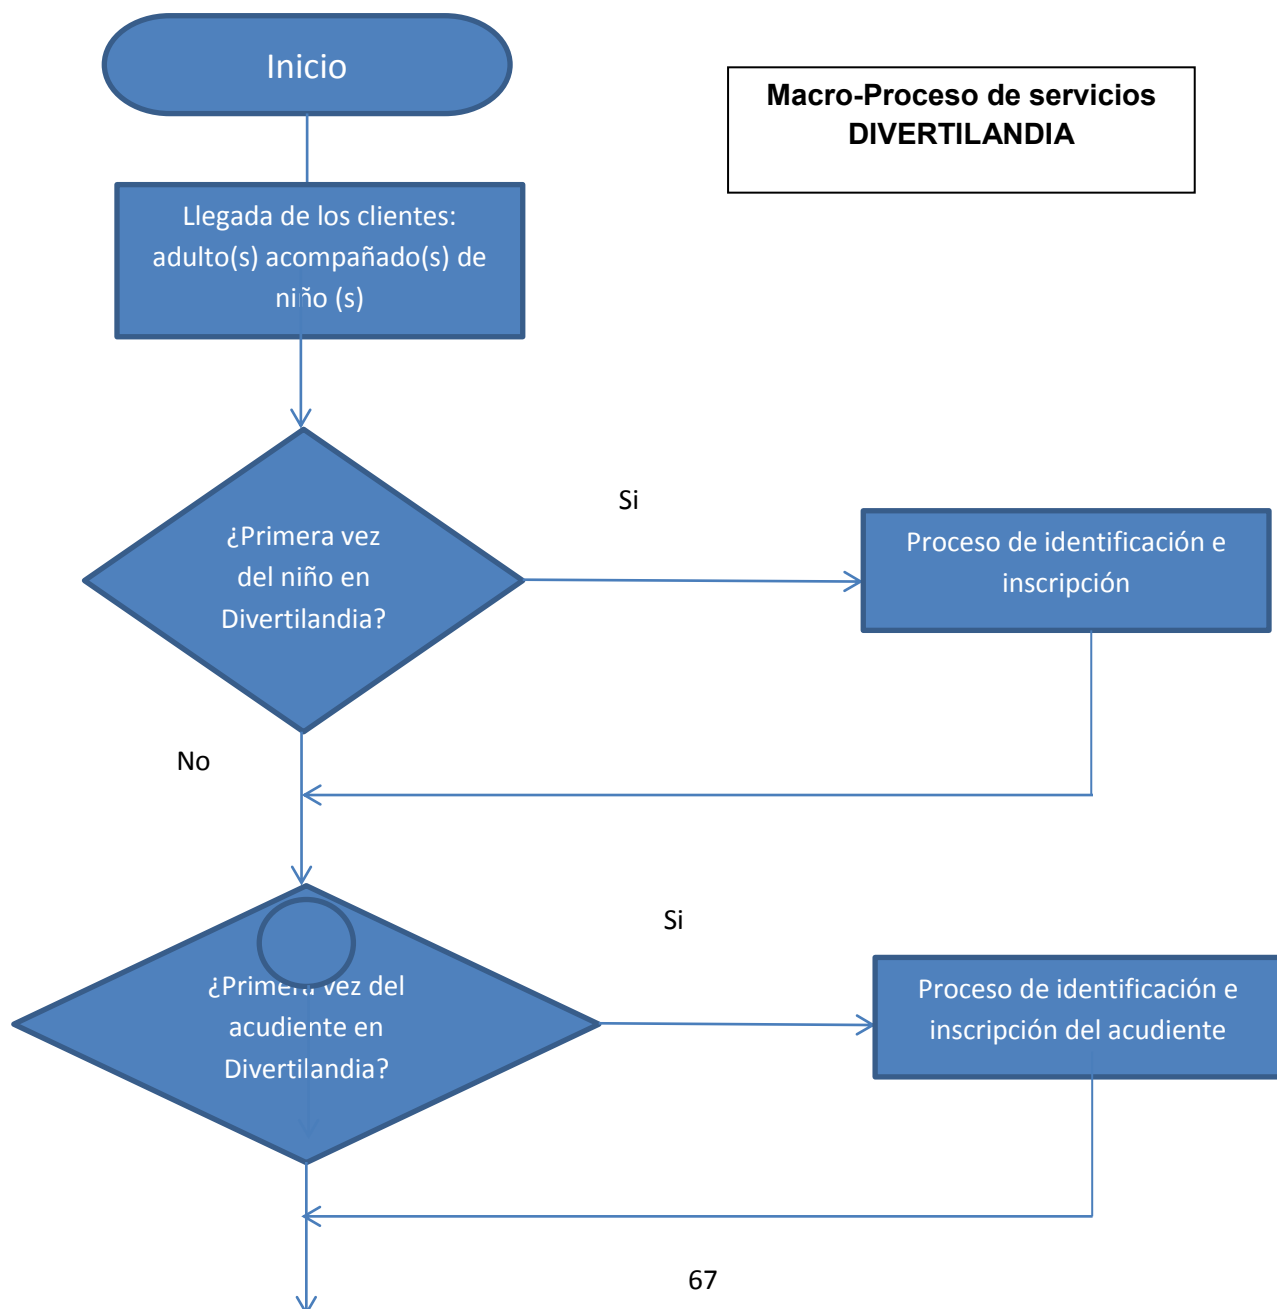 Inicio
Macro-Proceso de servicios
DIVERTILANDIA
Llegada de los clientes:
adulto(s) acompañado(s) de
niño (s)
¿Primera vez
del niño en
Divertilandia?
Si
Proceso de identificación e
inscripción
No
¿Primera vez del
acudiente en
Divertilandia?
Si
Proceso de identificación e
inscripción del acudiente
67